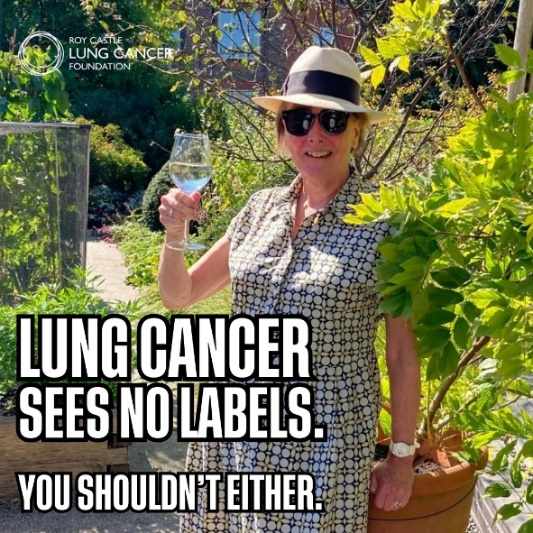 ROY CASTLE
LUNG CANCER
FOUNDATION
LUNG CANCER
SEES NO LABELS.
YOU SHOULDN'T EITHER.